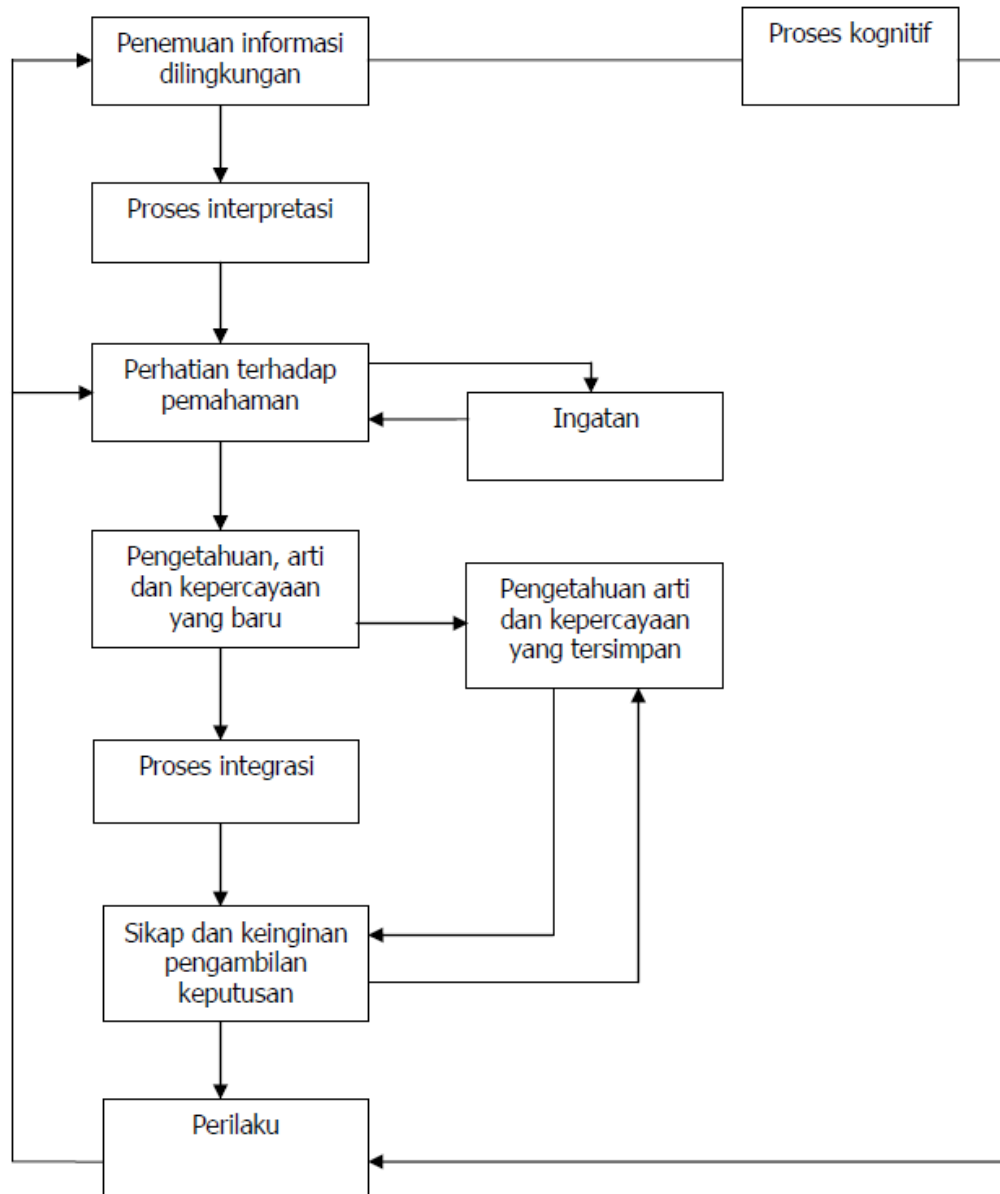 Penemuan informasi
dilingkungan
Proses kognitif
Proses interpretasi
Perhatian terhadap
pemahaman
Ingatan
Pengetahuan, arti
dan kepercayaan
yang baru
Pengetahuan arti
dan kepercayaan
yang tersimpan
Proses integrasi
Sikap dan keinginan
pengambilan
keputusan
Perilaku